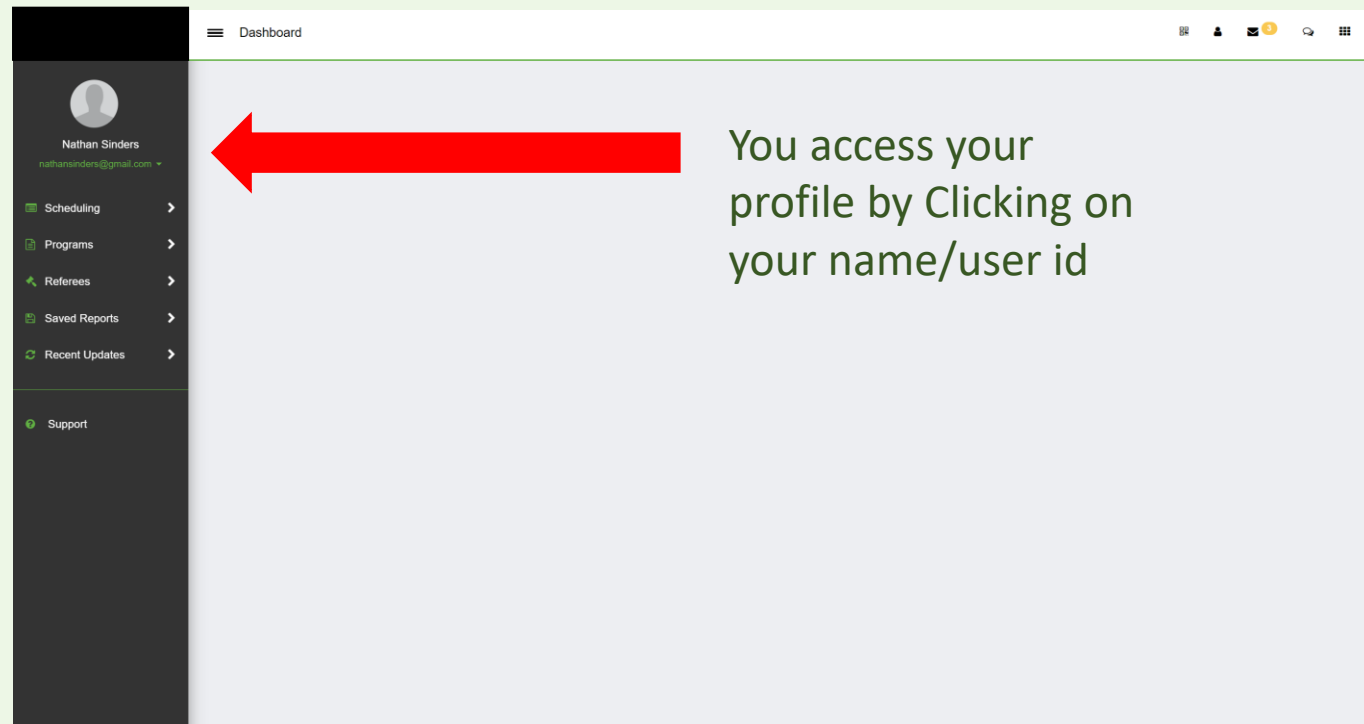 Dashboard
3
Nathan Sinders
nathansinders@gmail.com
Scheduling
Programs
Referees
Saved Reports
Recent Updates
Support
You access your
profile by Clicking on
your name/user id